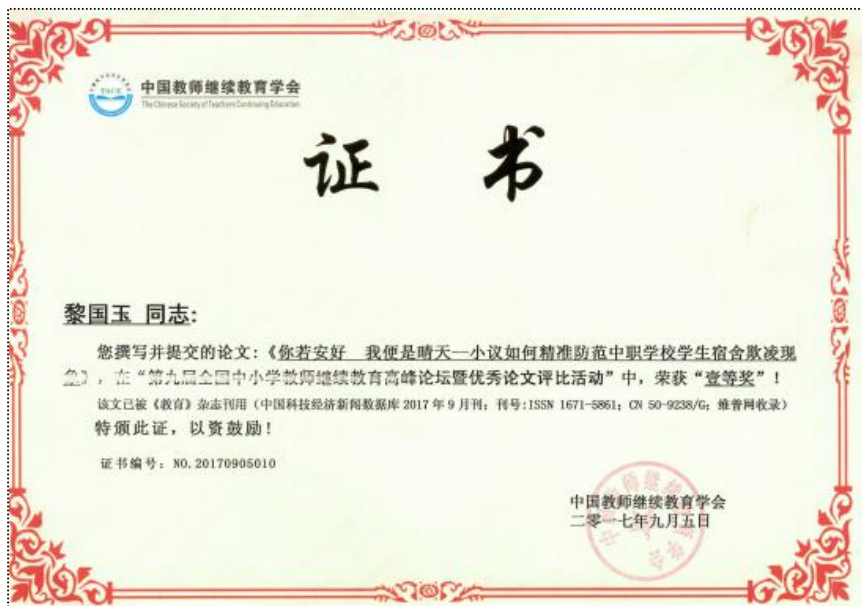 TSCE
中国教师继续教育学会
The Chinese Society of Teachers Continuing Education
证 书
黎国玉 同志:
您撰写并提交的论文:《你若安好 我便是晴天—小议如何精准防范中职学校学生宿舍欺凌现
象》,在“第九届全国中小学教师继续教育高峰论坛暨优秀论文评比活动”中,荣获“壹等奖”!
该文已被《教育》杂志刊用(中国科技经济新闻数据库 2017 年 9 月刊;刊号:ISSN 1671-5861; CN 50-9238/G; 维普网收录)
特颁此证,以资鼓励!
证书编号: NO.20170905010
中国教师继续教育学会
二零一七年九月五日